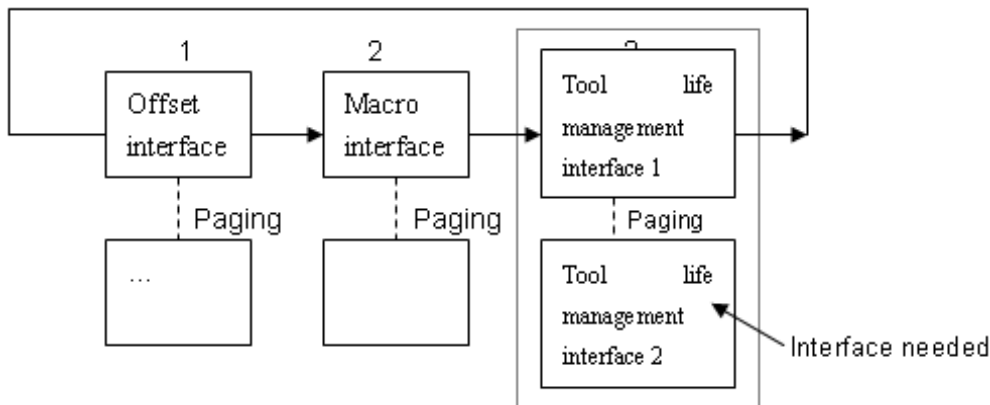 1
2
Offset
interface
Macro
interface
Tool life
management
interface 1
Paging
Paging
Paging
...
Tool life
management
interface 2
Interface needed